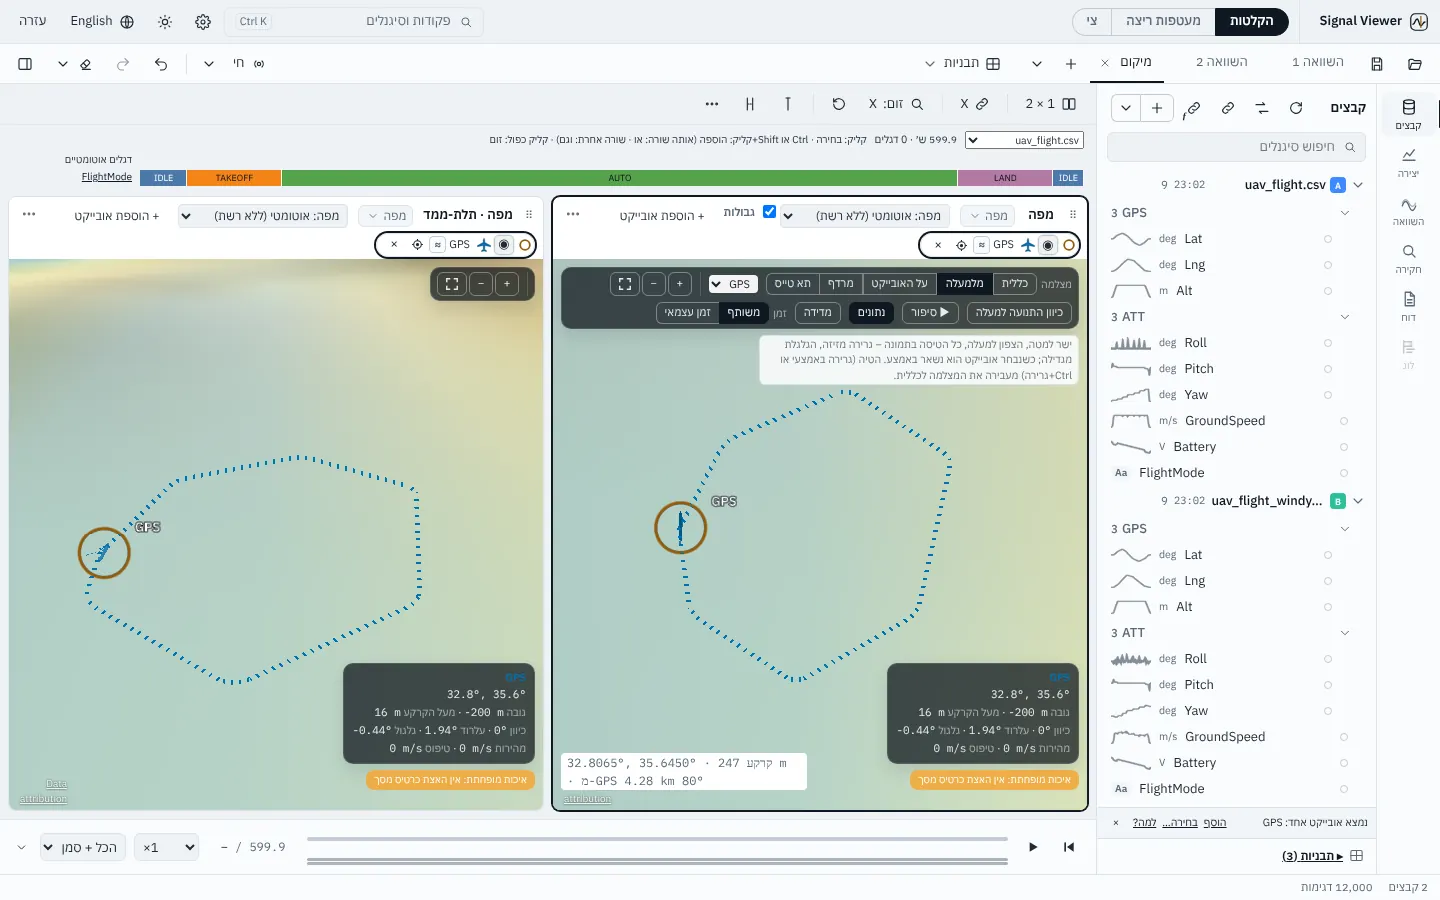 Signal Viewer
הקלטות
מעטפות ריצה
צי
פקודות וסיגנלים
Ctrl K
English
עזרה
השוואה 1
השוואה 2
מיקום
תבניות
חי
קבצים
יצירה
השוואה
חקירה
דוח
קבצים
חיפוש סיגנלים
uav_flight.csv 23:02 9
A
GPS 3
Lat deg
Lng deg
Alt m
ATT 3
Roll deg
Pitch deg
Yaw deg
GroundSpeed m/s
Battery V
FlightMode Aa
B
uav_flight_windy... 23:02 9
GPS 3
Lat deg
Lng deg
Alt m
ATT 3
Roll deg
Pitch deg
Yaw deg
GroundSpeed m/s
Battery V
FlightMode Aa
נמצא אובייקט אחד: GPS הוסף בחירה... למה? ×
▸ תבניות (3)
2 קבצים 12,000 דגימות
2 × 1
X
זום: X
uav_flight.csv
599.9 ש' · 0 דגלים
קליק: בחירה · Ctrl או Shift+קליק: הוספה (אותה שורה: או · שורה אחרת: וגם) · קליק כפול: זום
דגלים אוטומטיים
FlightMode
IDLE TAKEOFF AUTO LAND IDLE
מפה
מפה
מפה: אוטומטי (ללא רשת)
גבולות
+ הוספת אובייקט
GPS ≈ ×
מצלמה כללית מלמעלה על האובייקט מרדף תא טייס GPS + −
כיוון התנועה למעלה ▶ סיפור נתונים מדידה זמן משותף זמן עצמאי
ישר למטה, הצפון למעלה, כל הטיסה בתמונה – גרירה מזיזה, הגלגלת
מגדילה; כשנבחר אובייקט הוא נשאר באמצע. הטיה (גרירה באמצעי או
Ctrl+גרירה) מעבירה את המצלמה לכללית.
GPS
GPS
32.8°, 35.6°
גובה -200 m · מעל הקרקע 16 m
כיוון 0° · עלרוד 1.94° · גלגול -0.44°
מהירות 0 m/s · טיפוס 0 m/s
איכות מופחתת: אין האצת כרטיס מסך
32.8065°, 35.6450° · 247 קרקע m
· מ-GPS 4.28 km 80°
attribution
מפה · תלת-ממד
מפה
מפה: אוטומטי (ללא רשת)
+ הוספת אובייקט
GPS ≈ ×
+ −
GPS
GPS
32.8°, 35.6°
גובה -200 m · מעל הקרקע 16 m
כיוון 0° · עלרוד 1.94° · גלגול -0.44°
מהירות 0 m/s · טיפוס 0 m/s
איכות מופחתת: אין האצת כרטיס מסך
Data
attribution
– / 599.9
×1
הכל + סמן